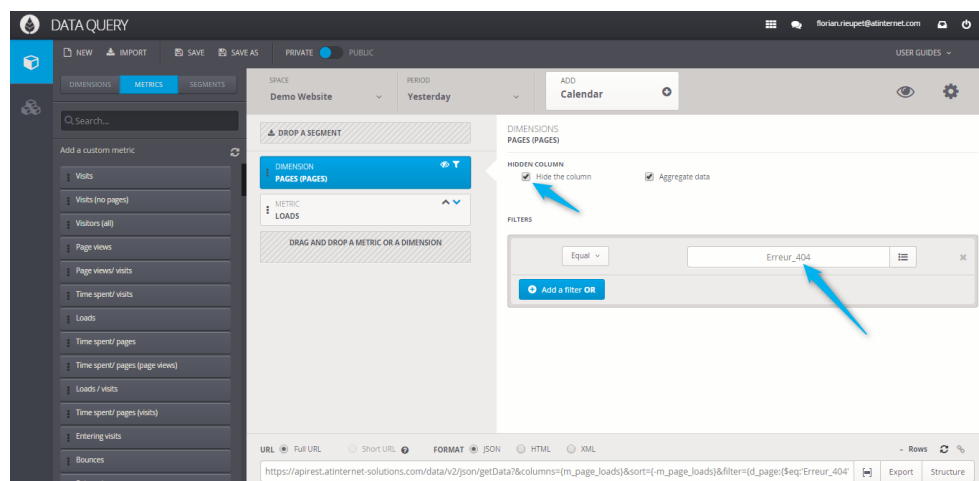 DATA QUERY
florian.rieupet@atinternet.com
NEW IMPORT SAVE SAVE AS PRIVATE PUBLIC USER GUIDES
DIMENSIONS METRICS SEGMENTS
Search...
Add a custom metric
Visits
Visits (no pages)
Visitors (all)
Page views
Page views/ visits
Time spent/ visits
Loads
Time spent/ pages
Time spent/ pages (page views)
Loads / visits
Time spent/ pages (visits)
Entering visits
Bounces
SPACE
Demo Website
PERIOD
Yesterday
ADD
Calendar
DROP A SEGMENT
DIMENSION
PAGES (PAGES)
METRIC
LOADS
DRAG AND DROP A METRIC OR A DIMENSION
DIMENSIONS
PAGES (PAGES)
HIDDEN COLUMN
Hide the column Aggregate data
FILTERS
Equal Erreur_404
Add a filter OR
URL Full URL Short URL FORMAT JSON HTML XML - Rows
https://apirest.atinternet-solutions.com/data/v2/json/getData?&columns={m_page_loads}&sort={-m_page_loads}&filter={d_page:{$eq:'Erreur_404' Export Structure